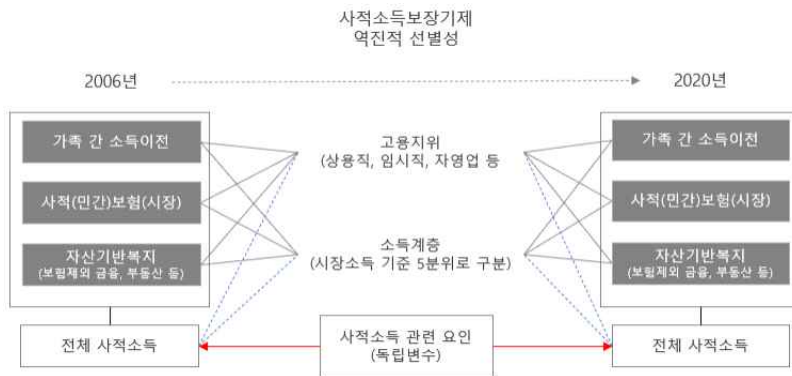 사적소득보장기제
역진적 선별성
2006년
2020년
가족 간 소득이전
사적(민간)보험(시장)
자산기반복지
(보험제외 금융, 부동산 등)
전체 사적소득
고용지위
(상용직, 임시직, 자영업 등
소득계층
(시장소득 기준 5분위로 구분)
사적소득 관련 요인
(독립변수)
가족 간 소득이전
사적(민간)보험(시장)
자산기반복지
(보험제외 금융, 부동산 등)
전체 사적소득